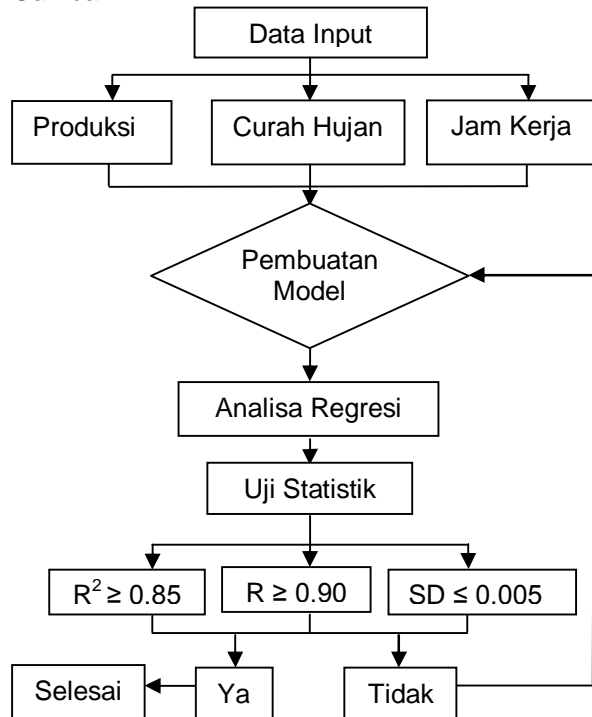 Data Input
Produksi
Curah Hujan
Jam Kerja
Pembuatan
Model
Analisa Regresi
Uji Statistik
R² ≥ 0.85
R ≥ 0.90
SD ≤ 0.005
Selesai
Ya
Tidak